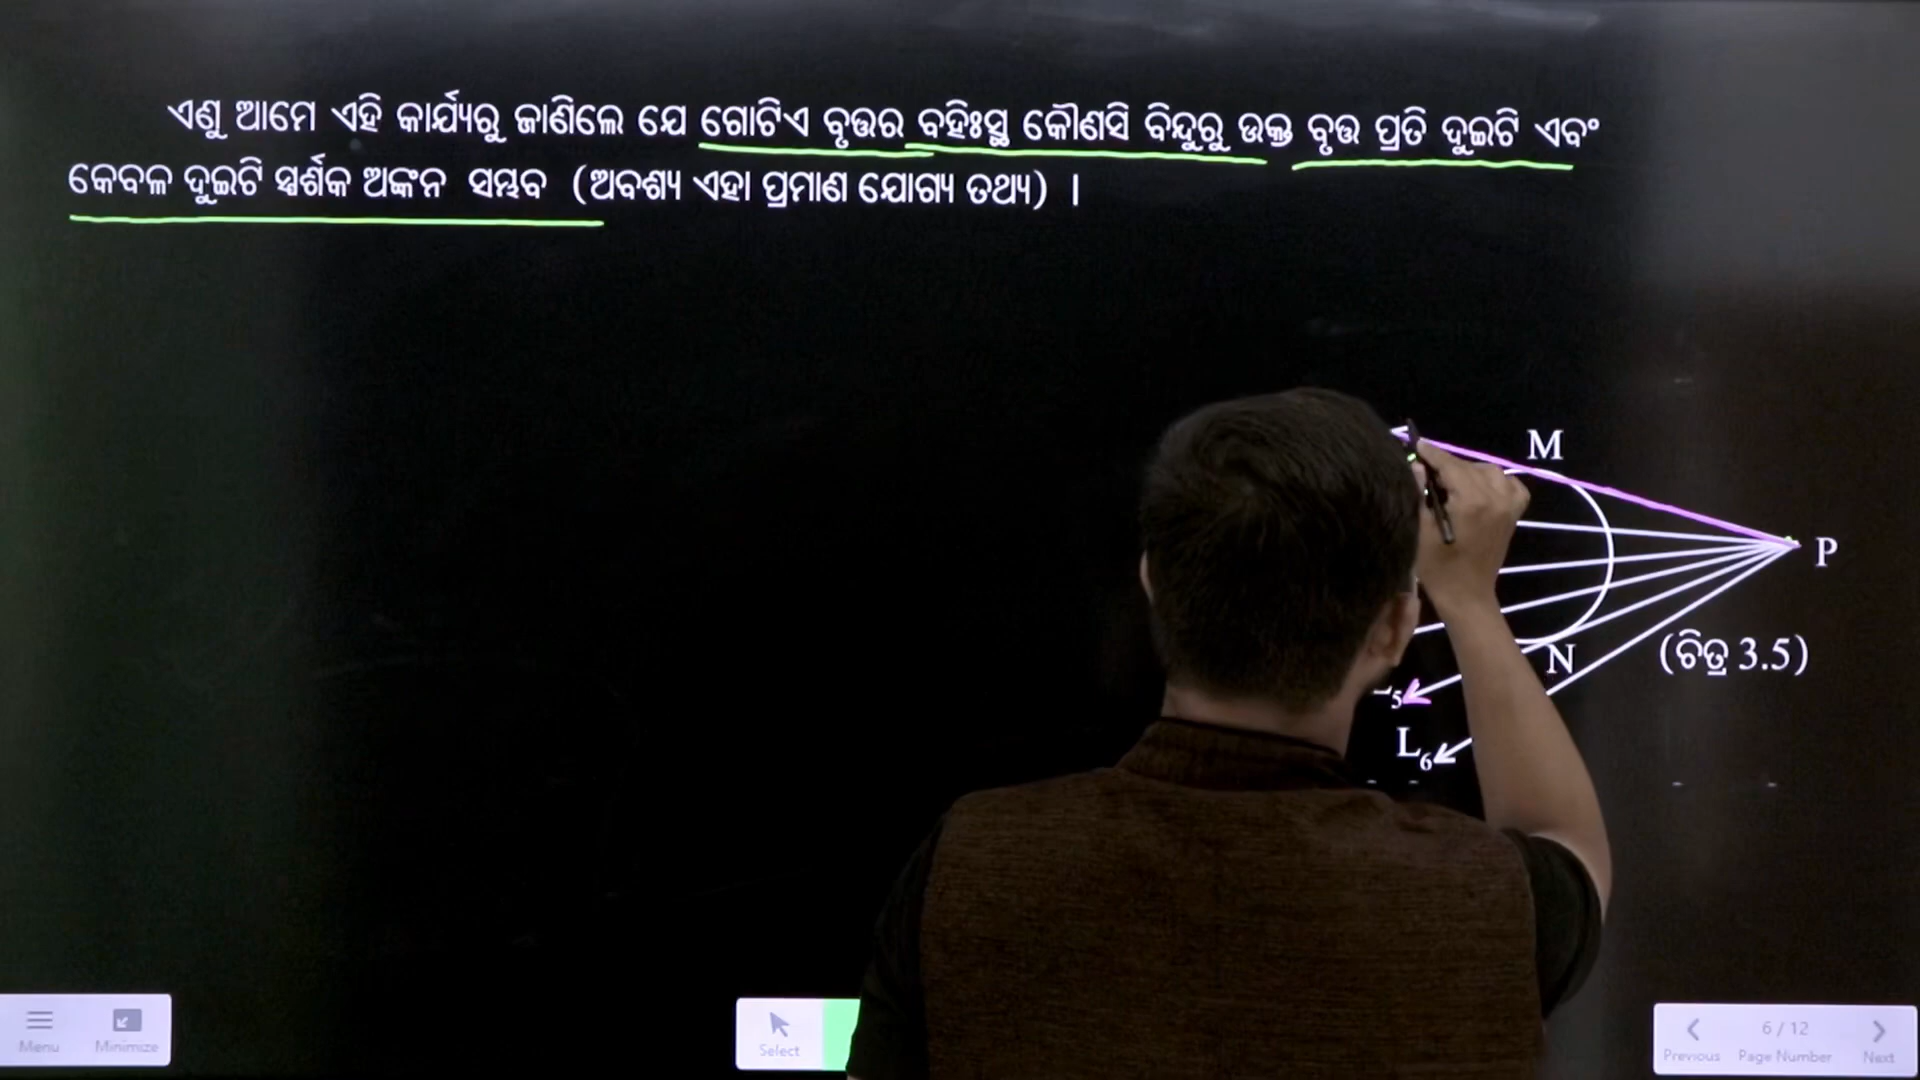 ଏଣୁ ଆମେ ଏହି କାର୍ଯ୍ୟରୁ ଜାଣିଲେ ଯେ ଗୋଟିଏ ବୃତ୍ତର ବହିଃସ୍ଥ କୌଣସି ବିନ୍ଦୁରୁ ଉକ୍ତ ବୃତ୍ତ ପ୍ରତି ଦୁଇଟି ଏବଂ
କେବଳ ଦୁଇଟି ସ୍ପର୍ଶକ ଅଙ୍କନ ସମ୍ଭବ (ଅବଶ୍ୟ ଏହା ପ୍ରମାଣ ଯୋଗ୍ୟ ତଥ୍ୟ) ।
M
P
N
(ଚିତ୍ର 3.5)
5
L6
Menu Minimize
Select
6 / 12
Previous Page Number Next